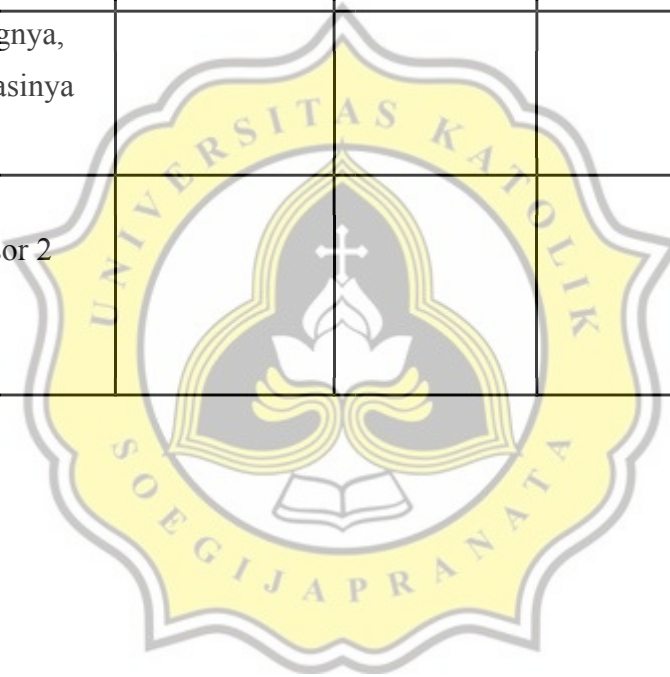 gnya,
asinya
or 2
UNIVERSITAS KATOLIK
SOEGIJAPRANATA